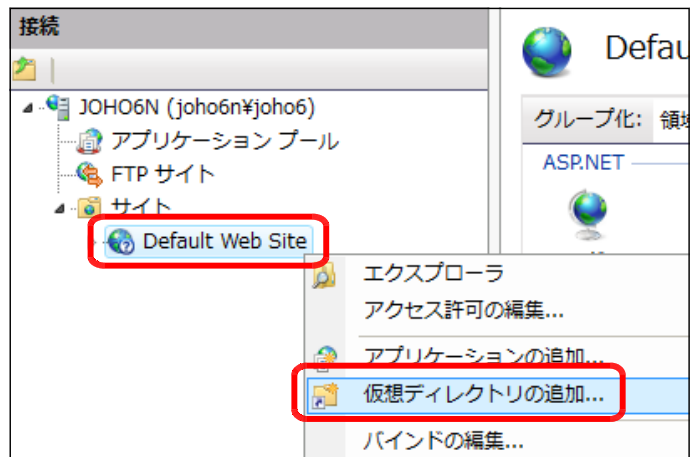 接続
JOHO6N (joho6n¥joho6)
アプリケーション プール
FTP サイト
サイト
Default Web Site
Defau
グループ化: 領域
ASP.NET
エクスプローラ
アクセス許可の編集...
アプリケーションの追加...
仮想ディレクトリの追加...
バインドの編集...